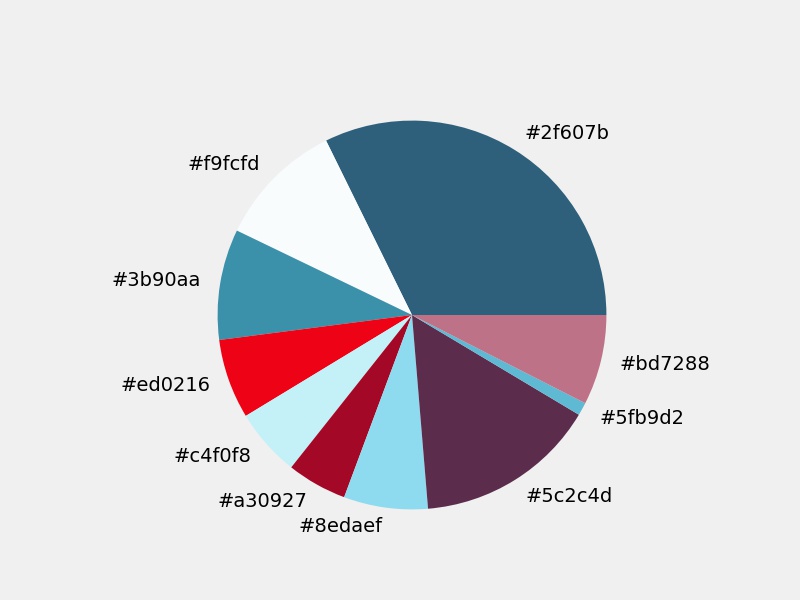 #2f607b
#f9fcfd
#3b90aa
#ed0216
#c4f0f8
#a30927
#8edaef
#5c2c4d
#5fb9d2
#bd7288